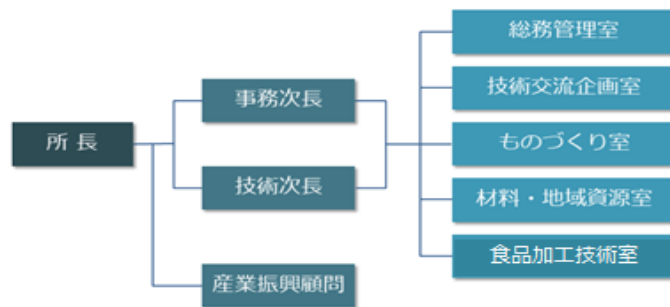 所 長
事務次長
技術次長
産業振興顧問
総務管理室
技術交流企画室
ものづくり室
材料・地域資源室
食品加工技術室